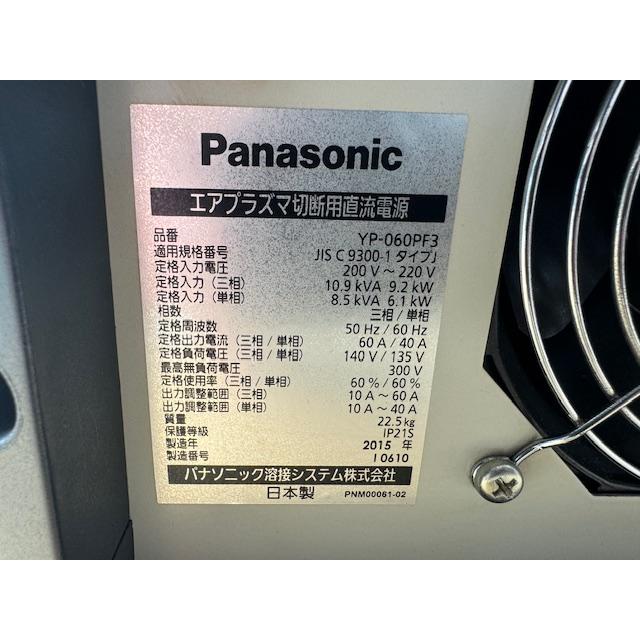 Panasonic
エアプラズマ切断用直流電源
品番 YP-060PF3
適用規格番号 JIS C 9300-1 タイプJ
定格入力電圧 200 V ~ 220 V
定格入力 (三相) 10.9 kVA 9.2 kW
定格入力 (単相) 8.5 kVA 6.1 kW
相数 三相 / 単相
定格周波数 50 Hz / 60 Hz
定格出力電流 (三相 / 単相) 60 A / 40 A
定格負荷電圧 (三相 / 単相) 140 V / 135 V
最高無負荷電圧 300 V
定格使用率 (三相 / 単相) 60 % / 60 %
出力調整範囲 (三相) 10 A ~ 60 A
出力調整範囲 (単相) 10 A ~ 40 A
質量 22.5 kg
保護等級 IP21S
製造年 2015 年
製造番号 I 0610
パナソニック溶接システム株式会社
日本製 PNM00061-02